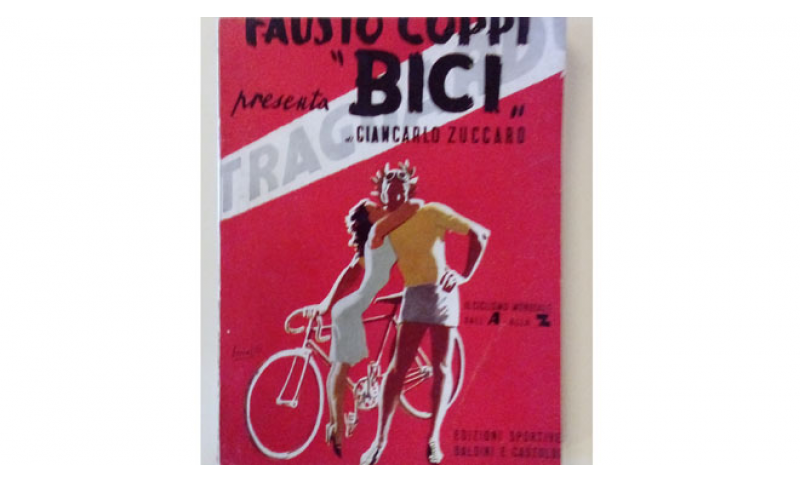 FAUSTO COPPI
presenta "BICI„
di GIANCARLO ZUCCARO
TRAGUARDO
IL CICLISMO MONDIALE
DALL'A ALLA Z
EDIZIONI SPORTIVE
BALDINI E CASTOLDI